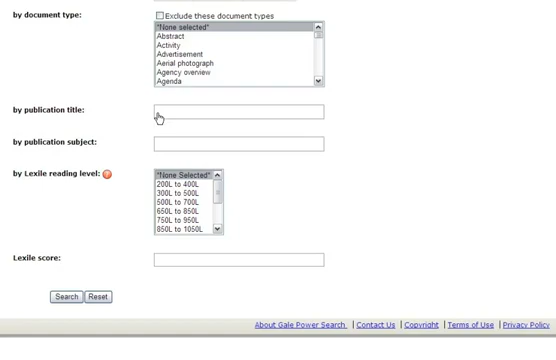 by document type:
Exclude these document types
*None selected*
Abstract
Activity
Advertisement
Aerial photograph
Agency overview
Agenda
by publication title:
by publication subject:
by Lexile reading level: ?
*None Selected*
200L to 400L
300L to 500L
500L to 700L
650L to 850L
750L to 950L
850L to 1050L
Lexile score:
Search Reset
About Gale Power Search | Contact Us | Copyright | Terms of Use | Privacy Policy